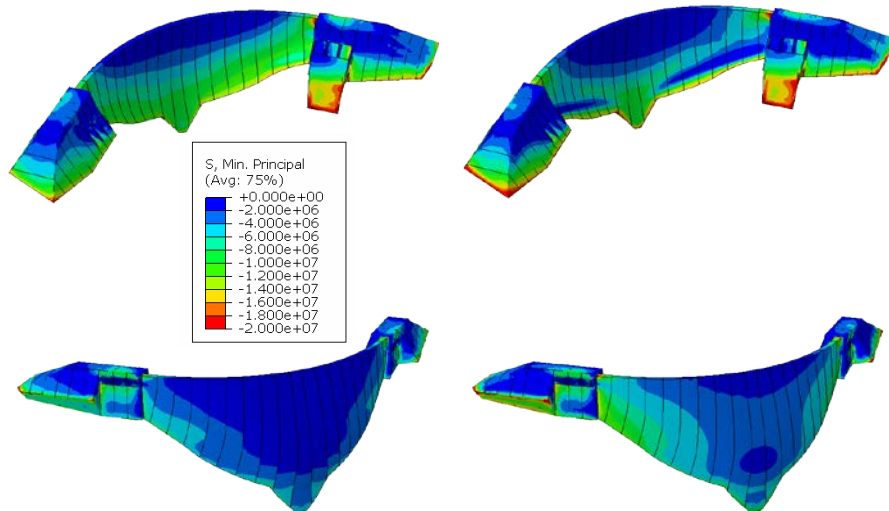 S, Min. Principal
(Avg: 75%)
+0.000e+00
-2.000e+06
-4.000e+06
-6.000e+06
-8.000e+06
-1.000e+07
-1.200e+07
-1.400e+07
-1.600e+07
-1.800e+07
-2.000e+07